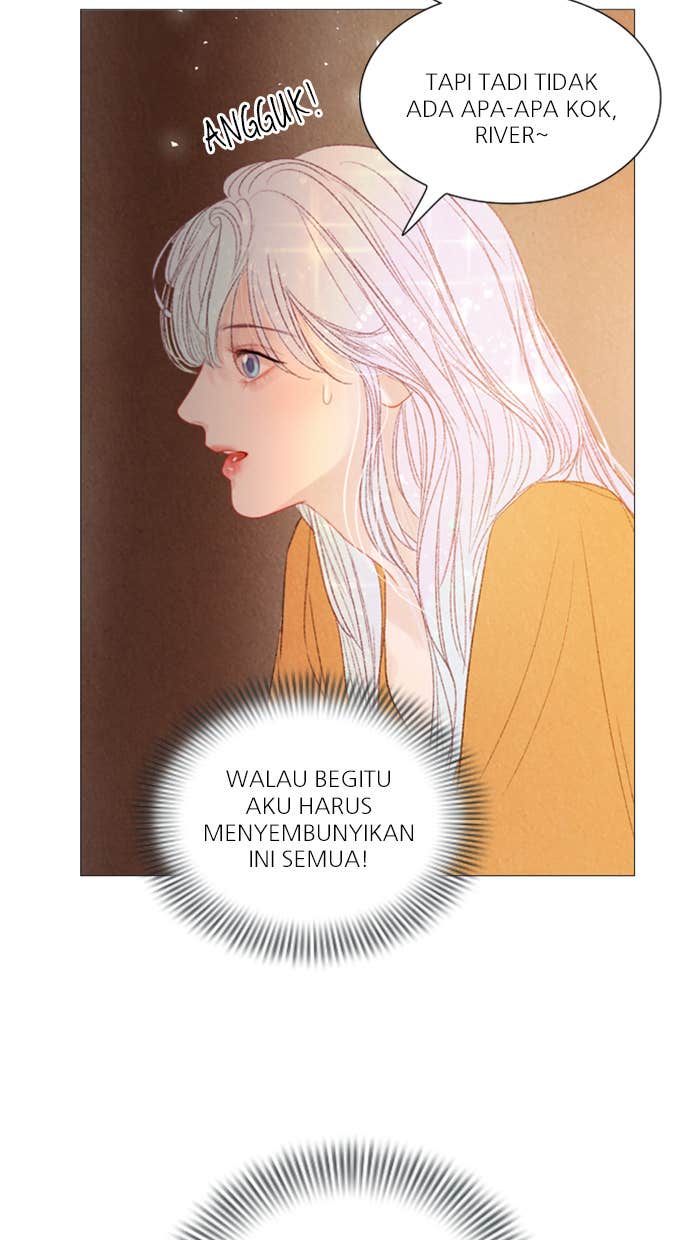 TAPI TADI TIDAK
ADA APA-APA KOK,
RIVER~
ANGGUK!
WALAU BEGITU
AKU HARUS
MENYEMBUNYIKAN
INI SEMUA!